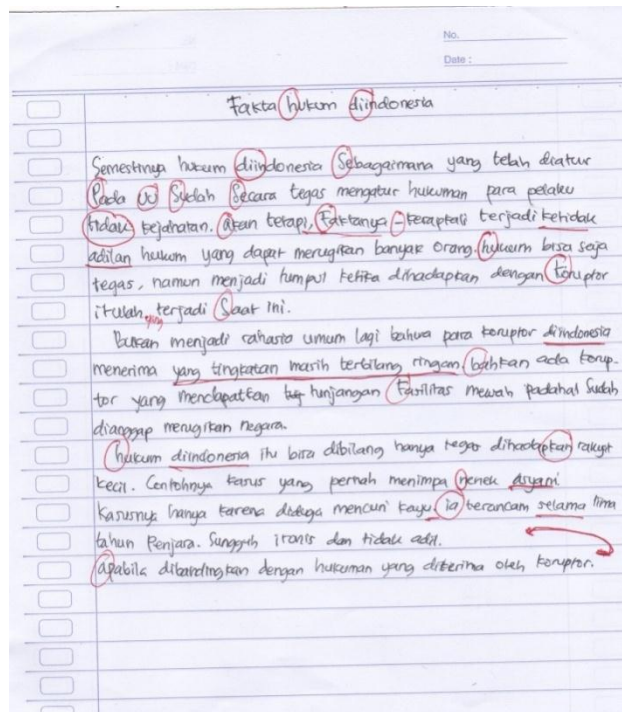 No.
Date :
Fakta hukum diindonesia
Semestinya hukum diindonesia Sebagaimana yang telah diatur
Pada UU Sudah Secara tegas mengatur hukuman para pelaku
tidak kejahatan. akan tetapi, Faktanya - kerapkali terjadi ketidak
adilan hukum yang dapat merugikan banyak orang. hukum bisa saja
tegas, namun menjadi tumpul ketika dihadapkan dengan koruptor
itulah yang terjadi Saat ini.
Bukan menjadi rahasia umum lagi bahwa para koruptor diindonesia
menerima yang tingkatan masih terbilang ringan bahkan ada korup-
tor yang mendapatkan tunjangan Fasilitas mewah padahal Sudah
dianggap merugikan negara.
hukum diindonesia itu bisa dibilang hanya tegas dihadapkan rakyat
kecil. Contohnya kasus yang pernah menimpa nenek asyani
Kasusnya hanya karena diduga mencuri kayu, ia terancam selama lima
tahun Penjara. Sungguh ironis dan tidak adil.
apabila dibandingkan dengan hukuman yang diterima oleh koruptor.